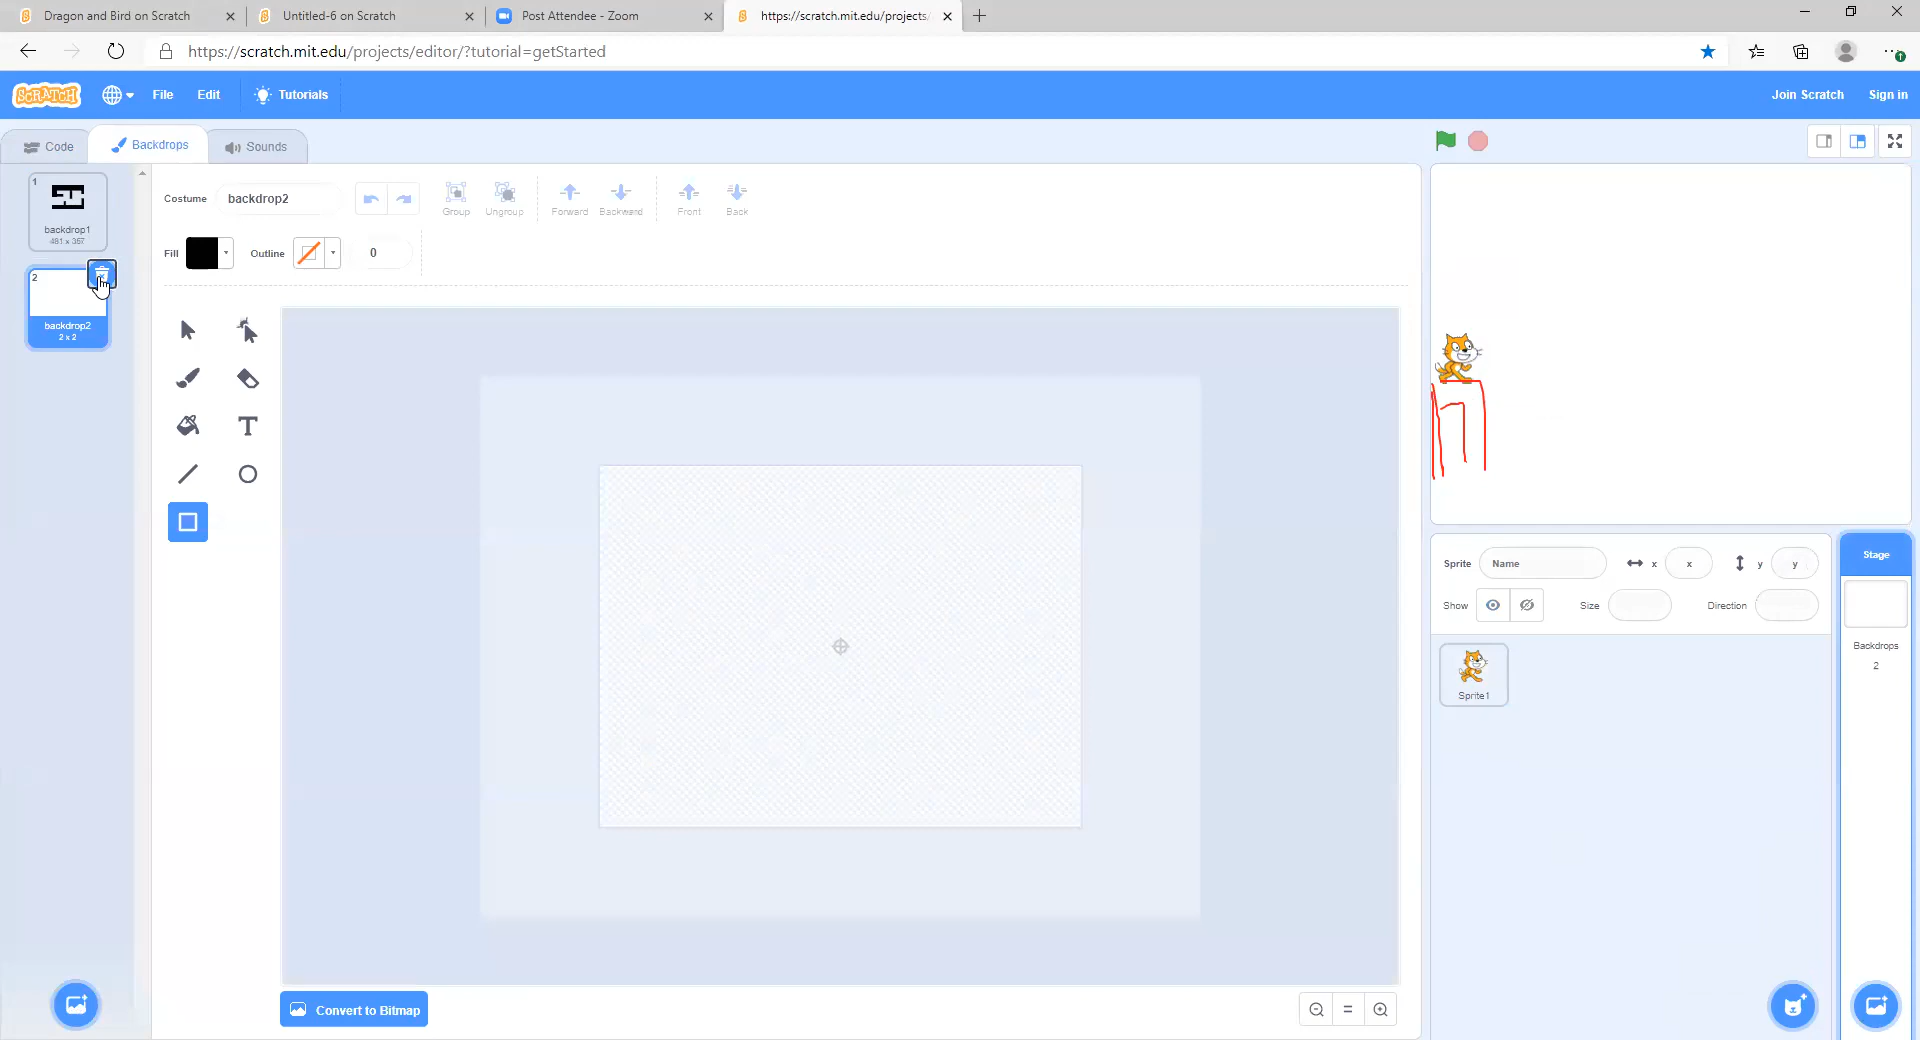 Dragon and Bird on Scratch
Untitled-6 on Scratch
Post Attendee - Zoom
https://scratch.mit.edu/projects/
https://scratch.mit.edu/projects/editor/?tutorial=getStarted
SCRATCH
File
Edit
Tutorials
Join Scratch
Sign in
Code
Backdrops
Sounds
1
backdrop1
481 x 357
2
backdrop2
2 x 2
Costume
backdrop2
Group
Ungroup
Forward
Backward
Front
Back
Fill
Outline
0
T
Convert to Bitmap
Sprite
Name
x
x
y
y
Show
Size
Direction
Sprite1
Stage
Backdrops
2